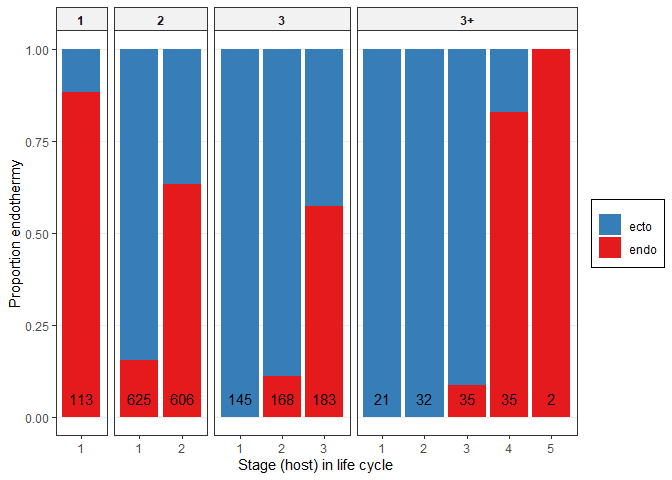 1 2 3 3+
Proportion endothermy
1.00
0.75
0.50
0.25
0.00
113 625 606 145 168 183 21 32 35 35 2
1 1 2 1 2 3 1 2 3 4 5
Stage (host) in life cycle
ecto
endo